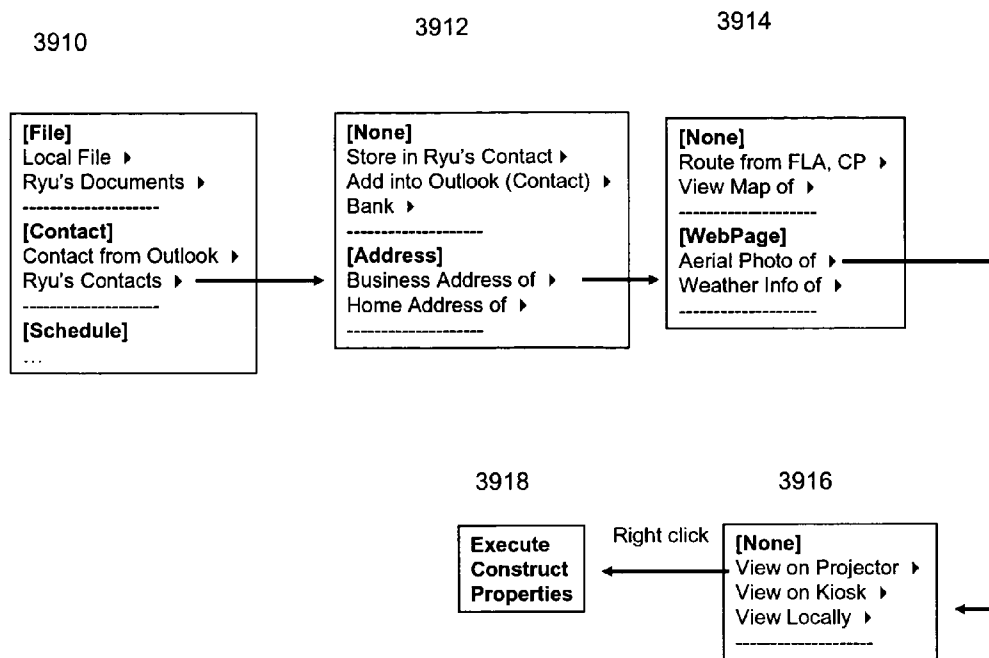 3910
3912
3914
[File]
Local File ▸
Ryu's Documents ▸
--------------------
[Contact]
Contact from Outlook ▸
Ryu's Contacts ▸
--------------------
[Schedule]
...
[None]
Store in Ryu's Contact ▸
Add into Outlook (Contact) ▸
Bank ▸
--------------------
[Address]
Business Address of ▸
Home Address of ▸
--------------------
[None]
Route from FLA, CP ▸
View Map of ▸
--------------------
[WebPage]
Aerial Photo of ▸
Weather Info of ▸
--------------------
3918
3916
Execute
Construct
Properties
Right click
[None]
View on Projector ▸
View on Kiosk ▸
View Locally ▸
--------------------